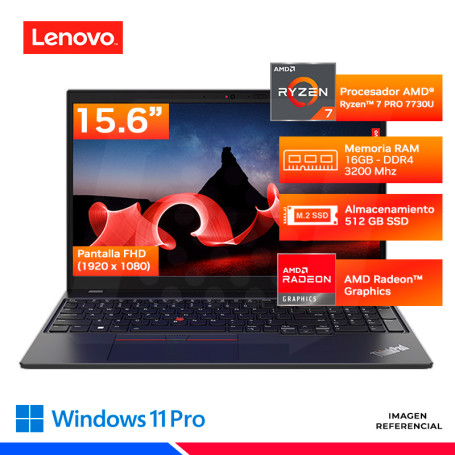 Lenovo
15.6”
Pantalla FHD
(1920 x 1080)
AMD
RYZEN
7
Procesador AMD®
Ryzen™ 7 PRO 7730U
Memoria RAM
16GB - DDR4
3200 Mhz
M.2 SSD
Almacenamiento
512 GB SSD
AMD
RADEON
GRAPHICS
AMD Radeon™
Graphics
ThinkPad
Windows 11 Pro
IMAGEN
REFERENCIAL